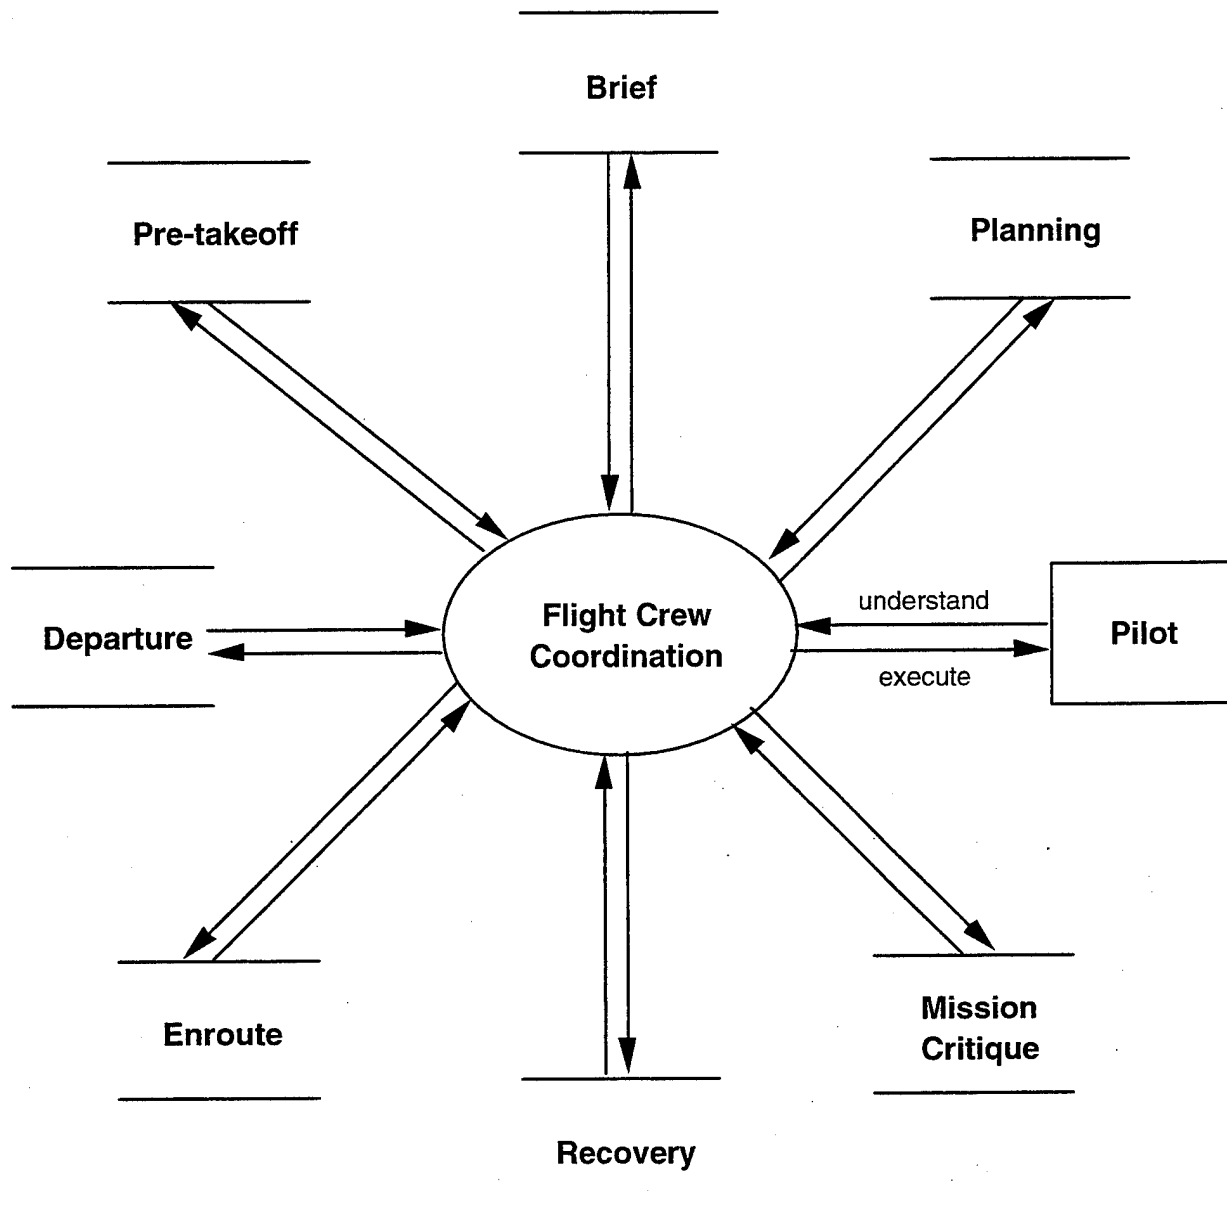 Brief
Pre-takeoff
Planning
Flight Crew
Coordination
Departure
understand
Pilot
execute
Enroute
Mission
Critique
Recovery